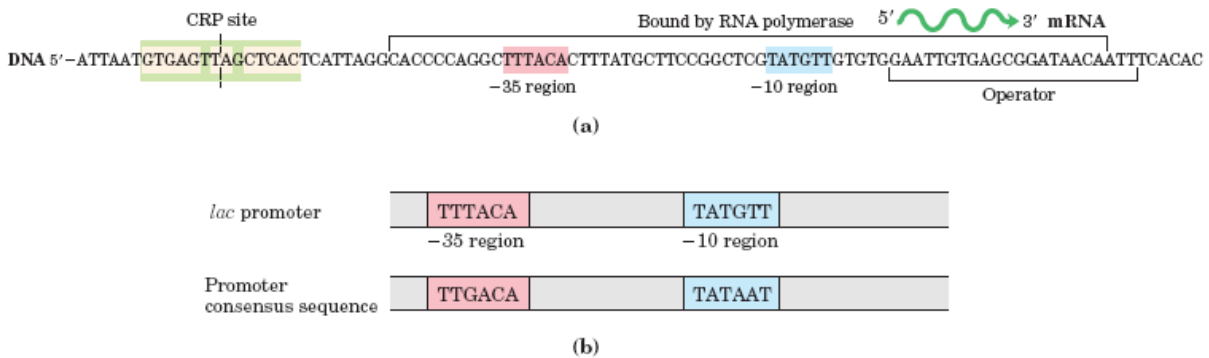 CRP site
Bound by RNA polymerase 5′ 3′ mRNA
DNA 5′–ATTAATGTGAGTTAGCTCACTCATTAGGCACCCCAGGCTTTACACTTTATGCTTCCGGCTCGTATGTTGTGTGGAATTGTGAGCGGATAACAATTTCACAC
−35 region −10 region Operator
(a)
lac promoter TTTACA TATGTT
−35 region −10 region
Promoter
consensus sequence TTGACA TATAAT
(b)